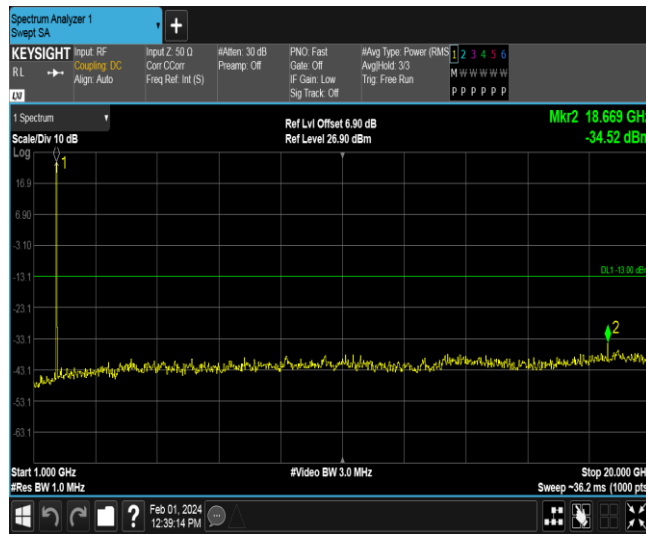 Spectrum Analyzer 1
Swept SA
+
KEYSIGHT Input: RF
RL Coupling: DC
Align: Auto
LXI
Input Z: 50 Ω
Corr CCorr
Freq Ref: Int (S)
#Atten: 30 dB
Preamp: Off
PNO: Fast
Gate: Off
IF Gain: Low
Sig Track: Off
#Avg Type: Power (RMS
Avg|Hold: 3/3
Trig: Free Run
1 2 3 4 5 6
M W W W W W
P P P P P P
1 Spectrum
Scale/Div 10 dB
Log
Ref Lvl Offset 6.90 dB
Ref Level 26.90 dBm
Mkr2 18.669 GHz
-34.52 dBm
1
16.9
6.90
-3.10
-13.1
DL1 -13.00 dBm
-23.1
-33.1
2
-43.1
-53.1
-63.1
Start 1.000 GHz
#Res BW 1.0 MHz
#Video BW 3.0 MHz
Stop 20.000 GH
Sweep ~36.2 ms (1000 pts
?
Feb 01, 2024
12:39:14 PM